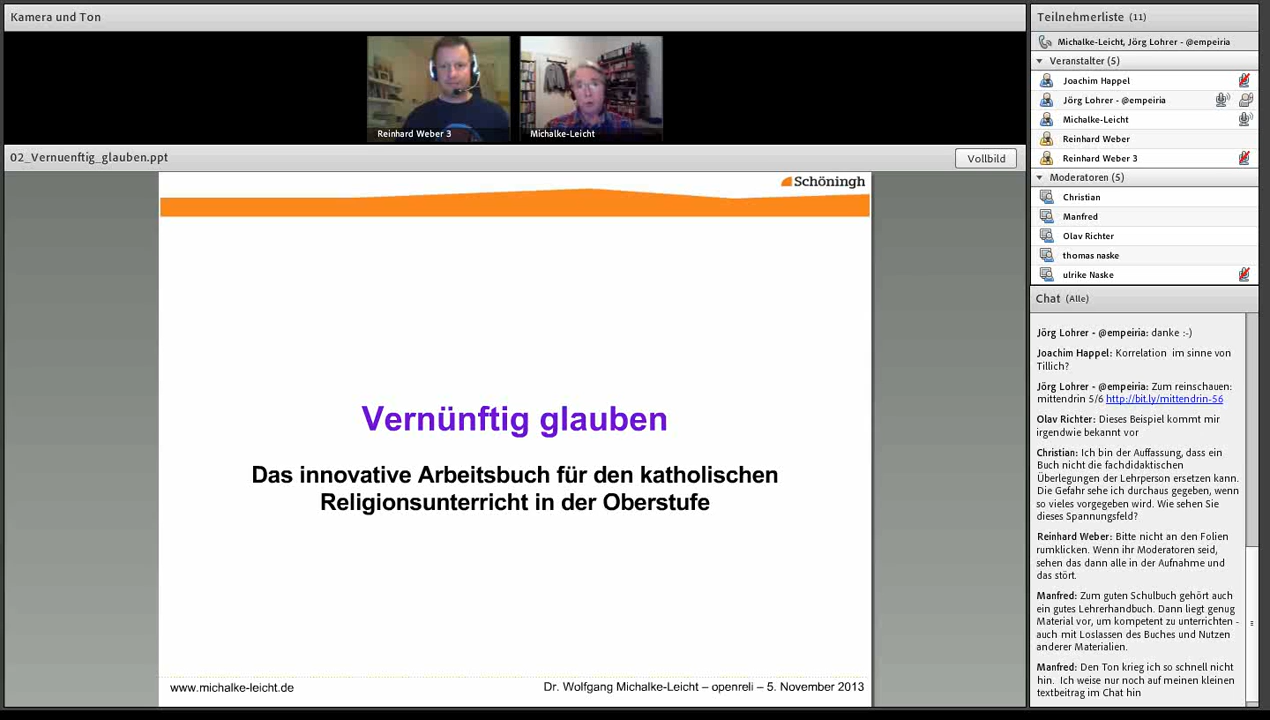 Kamera und Ton
Reinhard Weber 3
Michalke-Leicht
02_Vernuenftig_glauben.ppt
Vollbild
Schöningh
Vernünftig glauben
Das innovative Arbeitsbuch für den katholischen
Religionsunterricht in der Oberstufe
www.michalke-leicht.de
Dr. Wolfgang Michalke-Leicht – openreli – 5. November 2013
Teilnehmerliste (11)
Michalke-Leicht, Jörg Lohrer - @empeiria
Veranstalter (5)
Joachim Happel
Jörg Lohrer - @empeiria
Michalke-Leicht
Reinhard Weber
Reinhard Weber 3
Moderatoren (5)
Christian
Manfred
Olav Richter
thomas naske
ulrike Naske
Chat (Alle)
Jörg Lohrer - @empeiria: danke :-)
Joachim Happel: Korrelation im sinne von
Tillich?
Jörg Lohrer - @empeiria: Zum reinschauen:
mittendrin 5/6 http://bit.ly/mittendrin-56
Olav Richter: Dieses Beispiel kommt mir
irgendwie bekannt vor
Christian: Ich bin der Auffassung, dass ein
Buch nicht die fachdidaktischen
Überlegungen der Lehrperson ersetzen kann.
Die Gefahr sehe ich durchaus gegeben, wenn
so vieles vorgegeben wird. Wie sehen Sie
dieses Spannungsfeld?
Reinhard Weber: Bitte nicht an den Folien
rumklicken. Wenn ihr Moderatoren seid,
sehen das dann alle in der Aufnahme und
das stört.
Manfred: Zum guten Schulbuch gehört auch
ein gutes Lehrerhandbuch. Dann liegt genug
Material vor, um kompetent zu unterrichten -
auch mit Loslassen des Buches und Nutzen
anderer Materialien.
Manfred: Den Ton krieg ich so schnell nicht
hin. Ich weise nur noch auf meinen kleinen
textbeitrag im Chat hin